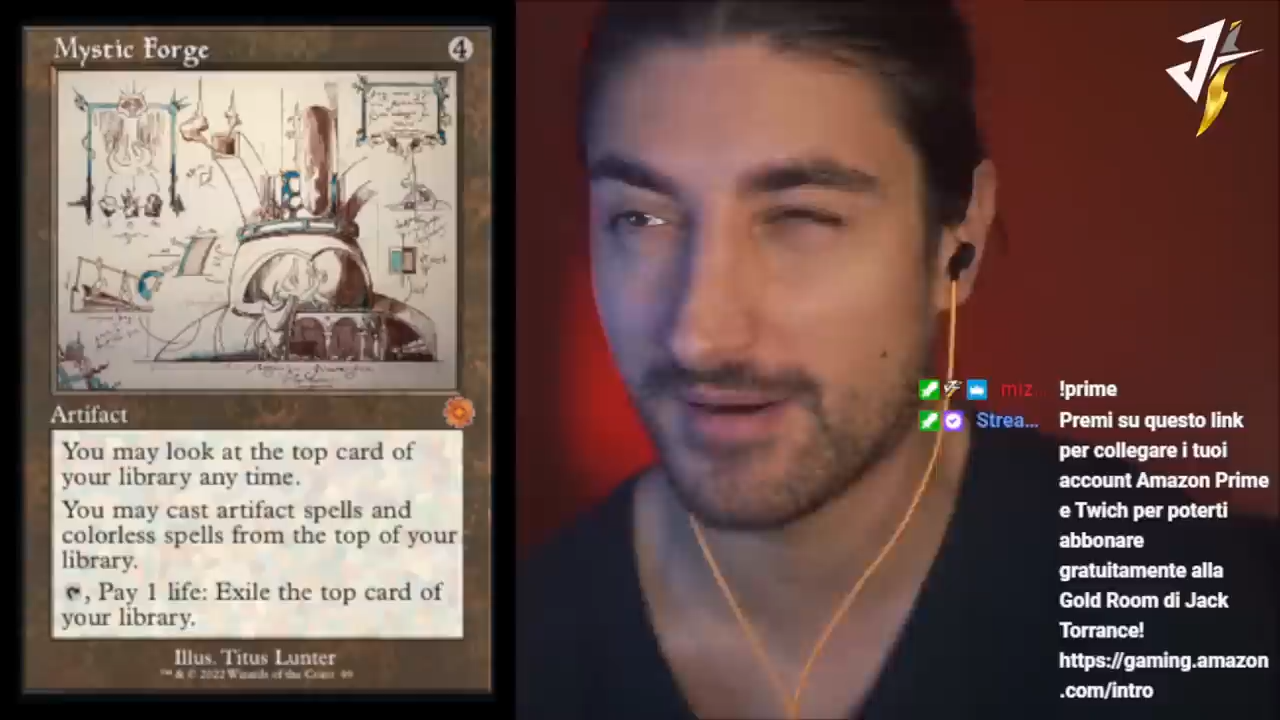 Mystic Forge
4
Artifact
You may look at the top card of
your library any time.
You may cast artifact spells and
colorless spells from the top of your
library.
, Pay 1 life: Exile the top card of
your library.
Illus. Titus Lunter
™ & © 2022 Wizards of the Coast 49
miz... !prime
Strea... Premi su questo link
per collegare i tuoi
account Amazon Prime
e Twich per poterti
abbonare
gratuitamente alla
Gold Room di Jack
Torrance!
https://gaming.amazon
.com/intro